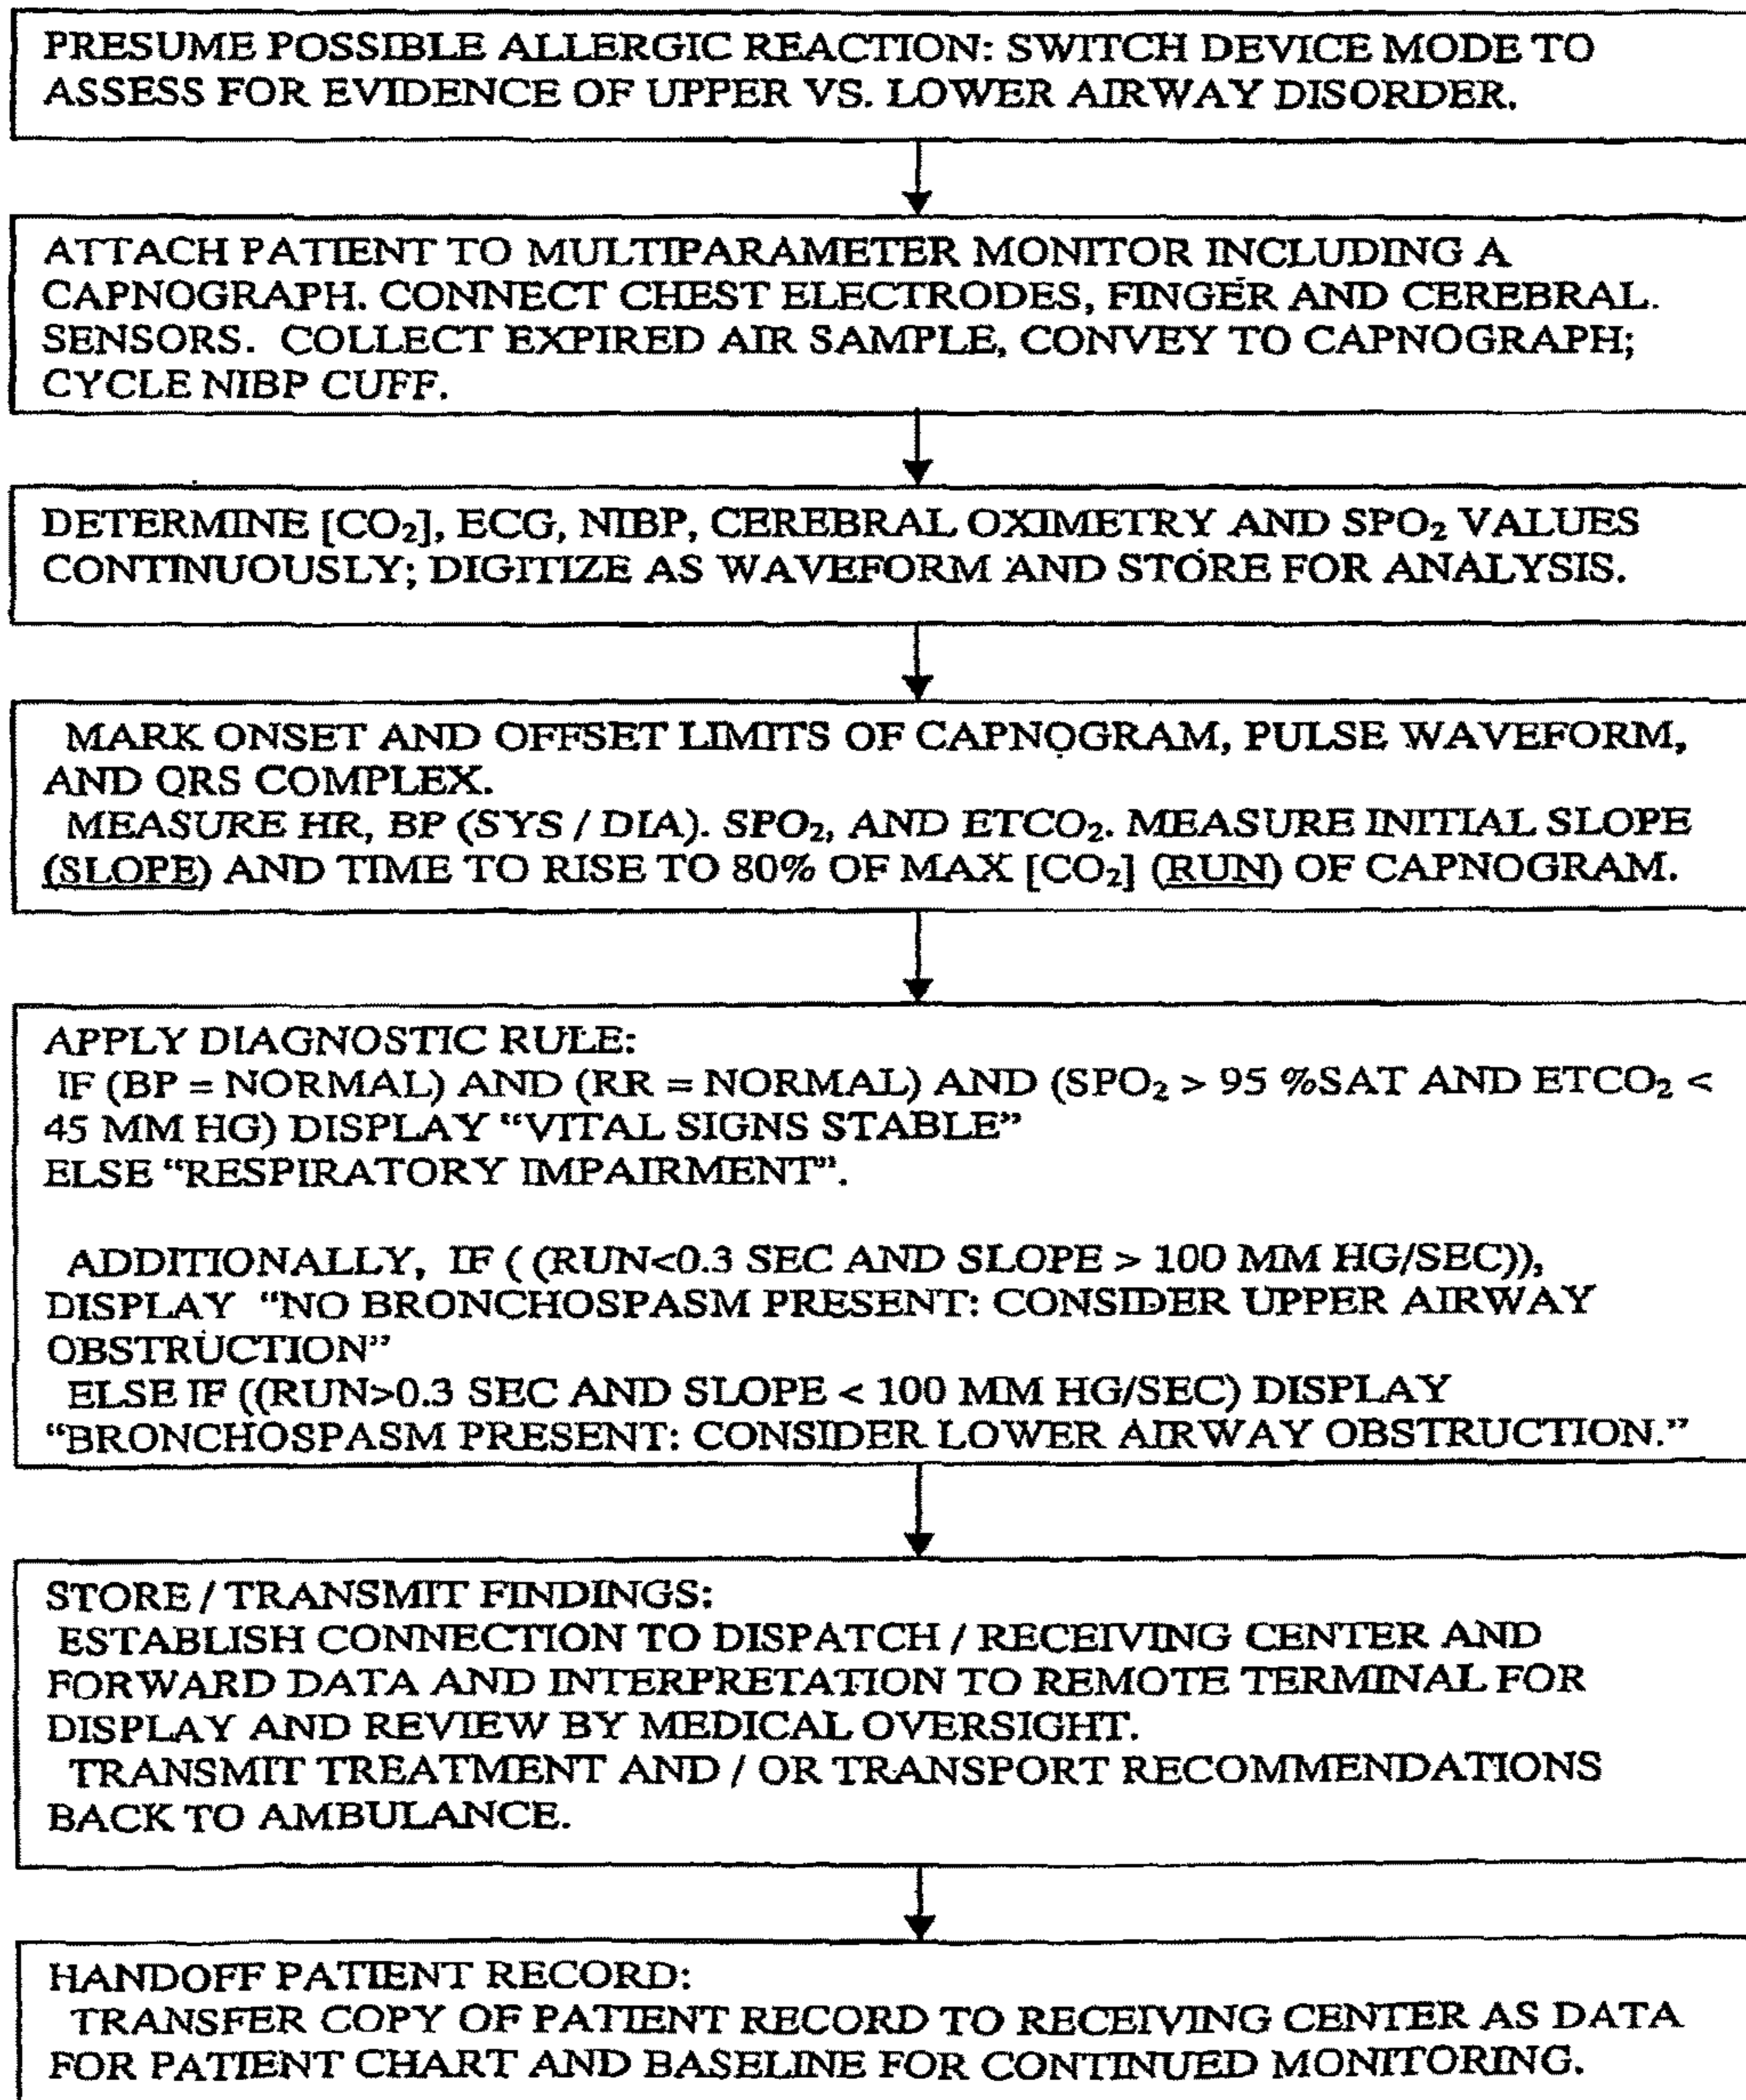 PRESUME POSSIBLE ALLERGIC REACTION: SWITCH DEVICE MODE TO
ASSESS FOR EVIDENCE OF UPPER VS. LOWER AIRWAY DISORDER.
ATTACH PATIENT TO MULTIPARAMETER MONITOR INCLUDING A
CAPNOGRAPH. CONNECT CHEST ELECTRODES, FINGER AND CEREBRAL.
SENSORS. COLLECT EXPIRED AIR SAMPLE, CONVEY TO CAPNOGRAPH;
CYCLE NIBP CUFF.
DETERMINE [CO₂], ECG, NIBP, CEREBRAL OXIMETRY AND SPO₂ VALUES
CONTINUOUSLY; DIGITIZE AS WAVEFORM AND STORE FOR ANALYSIS.
MARK ONSET AND OFFSET LIMITS OF CAPNOGRAM, PULSE WAVEFORM,
AND QRS COMPLEX.
MEASURE HR, BP (SYS / DIA). SPO₂, AND ETCO₂. MEASURE INITIAL SLOPE
(SLOPE) AND TIME TO RISE TO 80% OF MAX [CO₂] (RUN) OF CAPNOGRAM.
APPLY DIAGNOSTIC RULE:
IF (BP = NORMAL) AND (RR = NORMAL) AND (SPO₂ > 95 %SAT AND ETCO₂ <
45 MM HG) DISPLAY “VITAL SIGNS STABLE”
ELSE “RESPIRATORY IMPAIRMENT”.
ADDITIONALLY, IF ( (RUN<0.3 SEC AND SLOPE > 100 MM HG/SEC)),
DISPLAY “NO BRONCHOSPASM PRESENT: CONSIDER UPPER AIRWAY
OBSTRUCTION”
ELSE IF ((RUN>0.3 SEC AND SLOPE < 100 MM HG/SEC) DISPLAY
“BRONCHOSPASM PRESENT: CONSIDER LOWER AIRWAY OBSTRUCTION.”
STORE / TRANSMIT FINDINGS:
ESTABLISH CONNECTION TO DISPATCH / RECEIVING CENTER AND
FORWARD DATA AND INTERPRETATION TO REMOTE TERMINAL FOR
DISPLAY AND REVIEW BY MEDICAL OVERSIGHT.
TRANSMIT TREATMENT AND / OR TRANSPORT RECOMMENDATIONS
BACK TO AMBULANCE.
HANDOFF PATIENT RECORD:
TRANSFER COPY OF PATIENT RECORD TO RECEIVING CENTER AS DATA
FOR PATIENT CHART AND BASELINE FOR CONTINUED MONITORING.